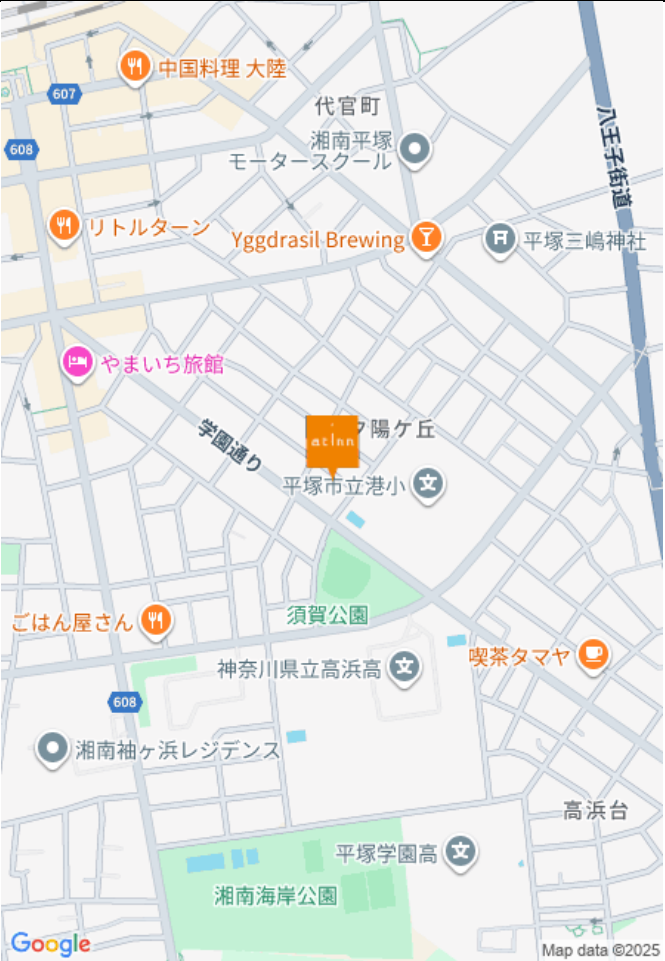 中国料理 大陸
607
代官町
608
湘南平塚
モータースクール
八王子街道
リトルターン
Yggdrasil Brewing
平塚三嶋神社
やまいち旅館
atInn
夕陽ケ丘
学園通り
平塚市立港小
須賀公園
ごはん屋さん
喫茶タマヤ
神奈川県立高浜高
608
湘南袖ヶ浜レジデンス
高浜台
平塚学園高
湘南海岸公園
Google
Map data ©2025